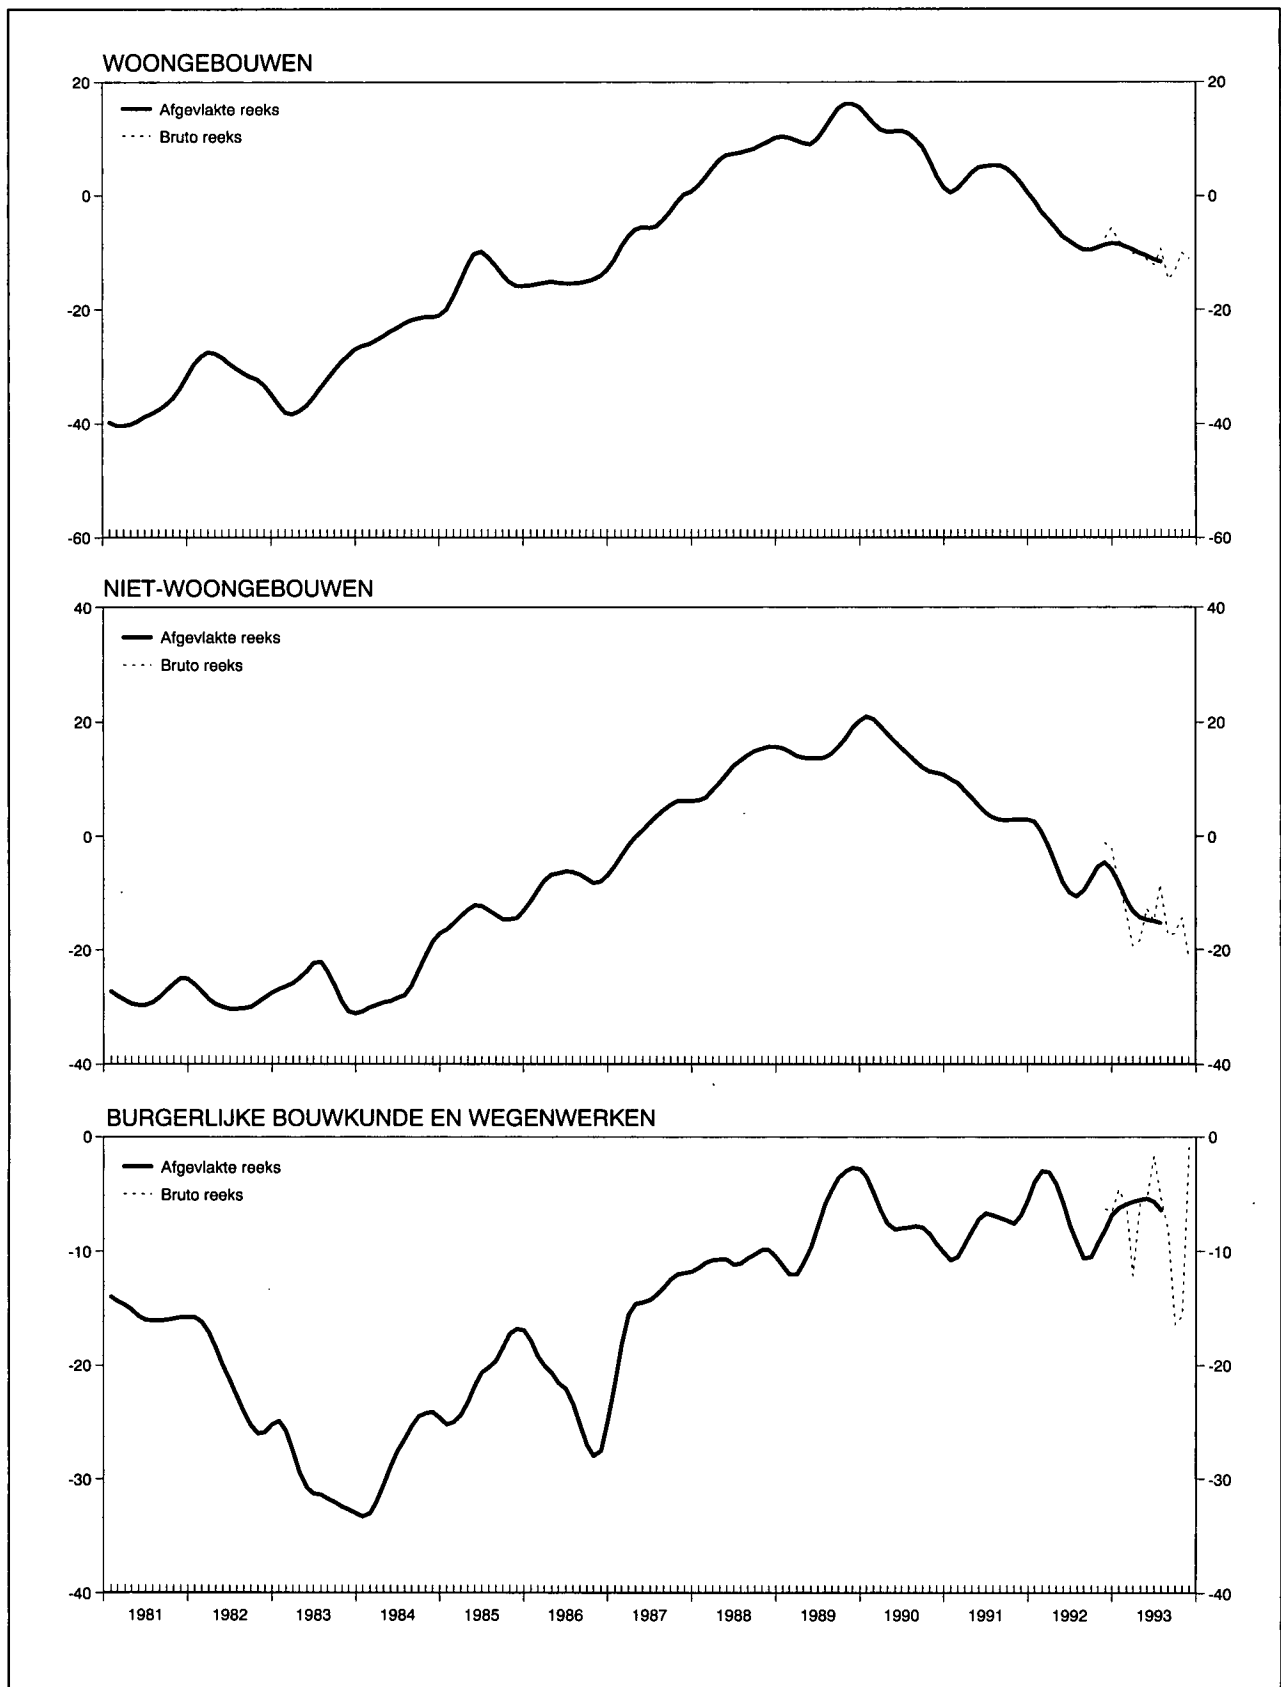 WOONGEBOUWEN
20 20
Afgevlakte reeks
Bruto reeks
0 0
-20 -20
-40 -40
-60 -60
NIET-WOONGEBOUWEN
40 40
Afgevlakte reeks
Bruto reeks
20 20
0 0
-20 -20
-40 -40
BURGERLIJKE BOUWKUNDE EN WEGENWERKEN
0 0
Afgevlakte reeks
Bruto reeks
-10 -10
-20 -20
-30 -30
-40 -40
1981 1982 1983 1984 1985 1986 1987 1988 1989 1990 1991 1992 1993